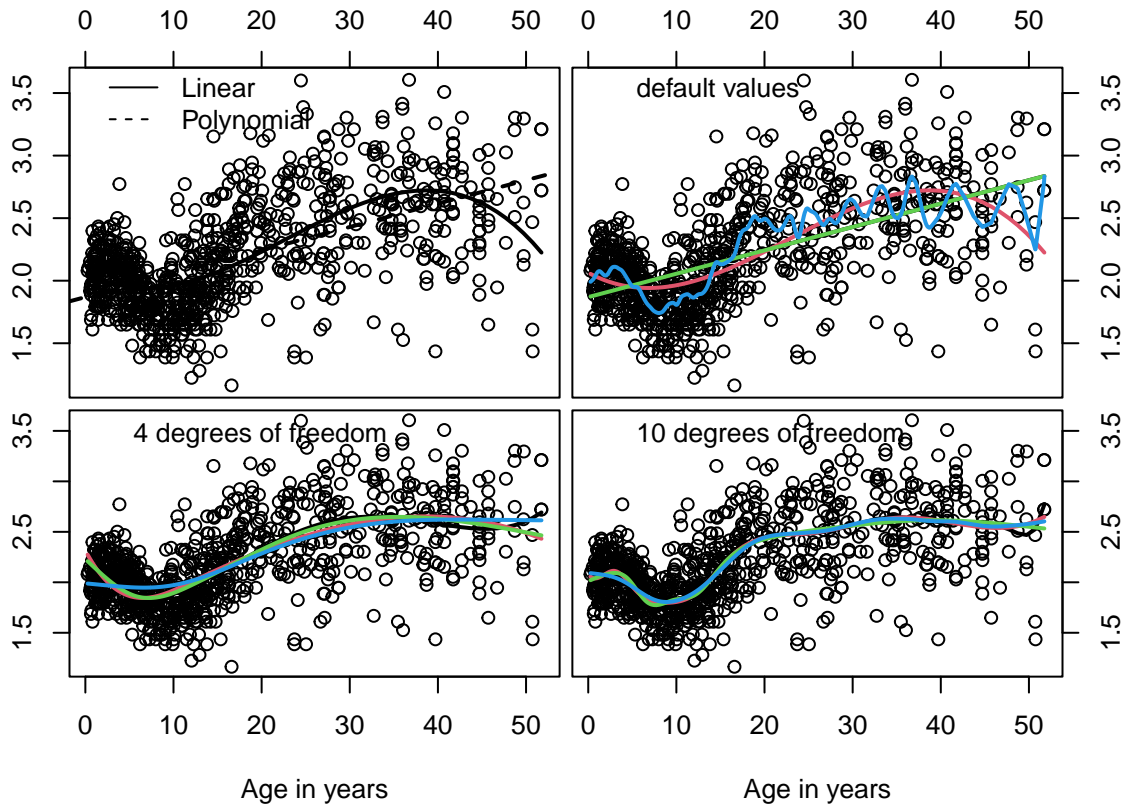 0 10 20 30 40 50 0 10 20 30 40 50
Linear
Polynomial
default values
1.5 2.0 2.5 3.0 3.5
1.5 2.0 2.5 3.0 3.5
4 degrees of freedom
10 degrees of freedom
1.5 2.5 3.5
1.5 2.5 3.5
0 10 20 30 40 50 0 10 20 30 40 50
Age in years Age in years